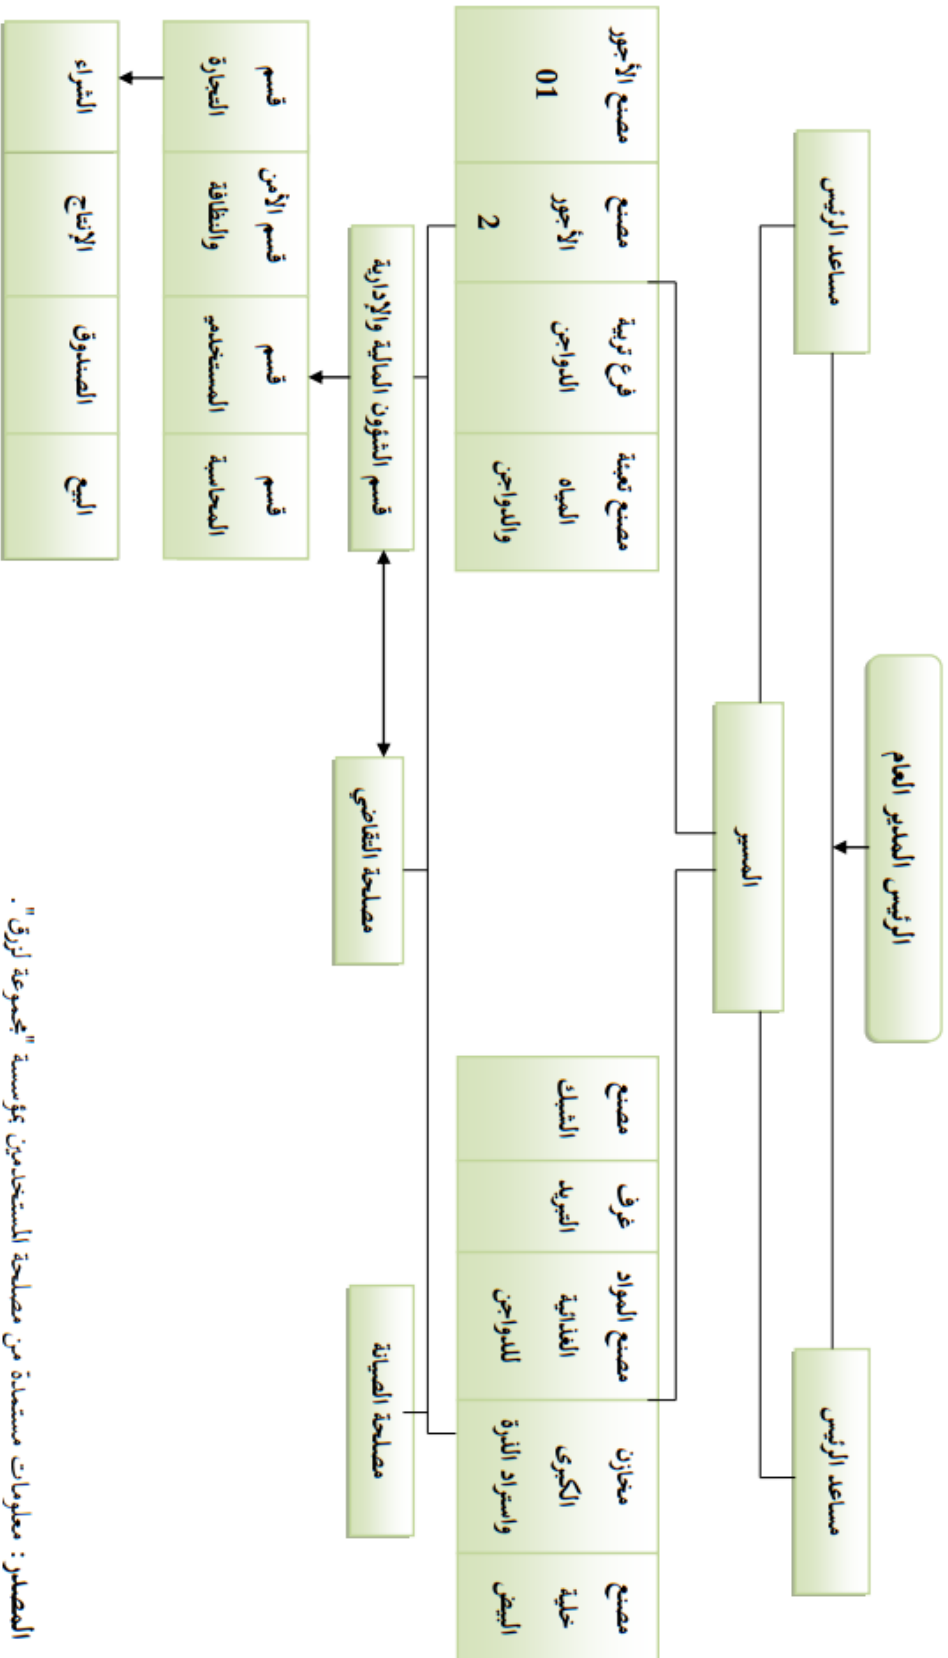 الرئيس المدير العام
مساعد الرئيس
مساعد الرئيس
المسير
مصنع
خلية
البيض
مخازن
الكبرى
واستراد الذرة
مصنع المواد
الغذائية
للدواجن
غرف
التبريد
مصنع
الشبك
مصنع تعبئة
المياه
والدواجن
فرع تربية
الدواجن
مصنع
الأجور
2
مصنع الأجور
01
مصلحة الصيانة
مصلحة التقاضي
قسم الشؤون المالية والإدارية
قسم
المحاسبة
قسم
المستخدمي
قسم الأمن
والنظافة
قسم
التجارة
البيع
الصندوق
الإنتاج
الشراء
المصدر : معلومات مستمدة من مصلحة المستخدمين بمؤسسة "مجموعة لزرق".